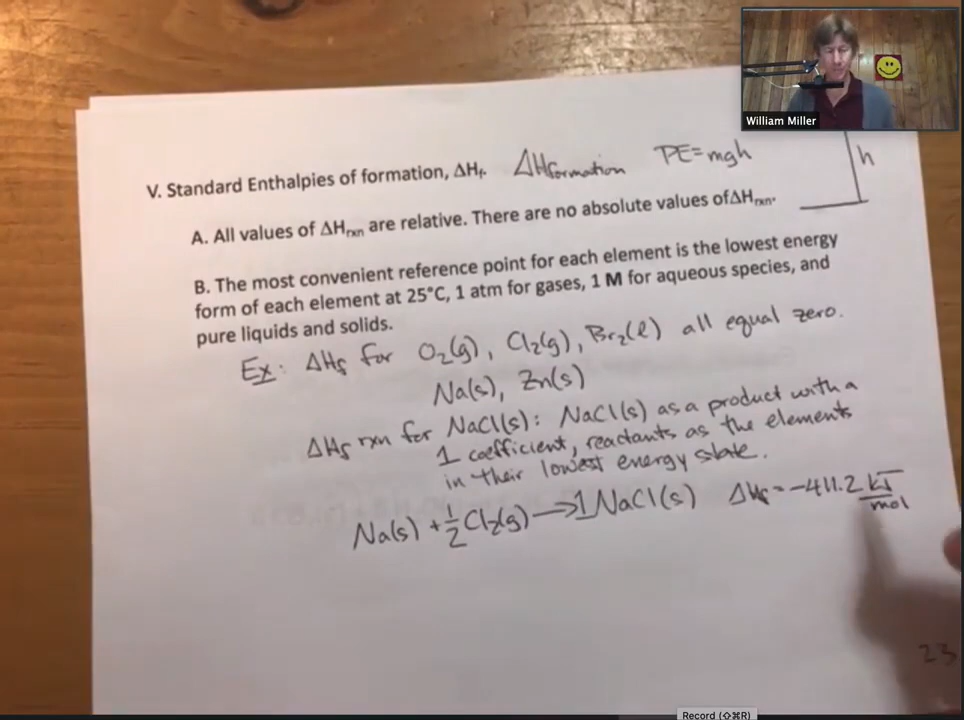 William Miller
V. Standard Enthalpies of formation, ΔHf. ΔHformation PE=mgh
h
A. All values of ΔHrxn are relative. There are no absolute values of ΔHrxn.
B. The most convenient reference point for each element is the lowest energy
form of each element at 25°C, 1 atm for gases, 1 M for aqueous species, and
pure liquids and solids.
Ex: ΔHf for O2(g), Cl2(g), Br2(l) all equal zero.
Na(s), Zn(s)
ΔHf rxn for NaCl(s): NaCl(s) as a product with a
1 coefficient, reactants as the elements
in their lowest energy state.
Na(s) + 1/2 Cl2(g) → 1 NaCl(s) ΔHf = -411.2 kJ/mol
23
Record (⇧⌘R)